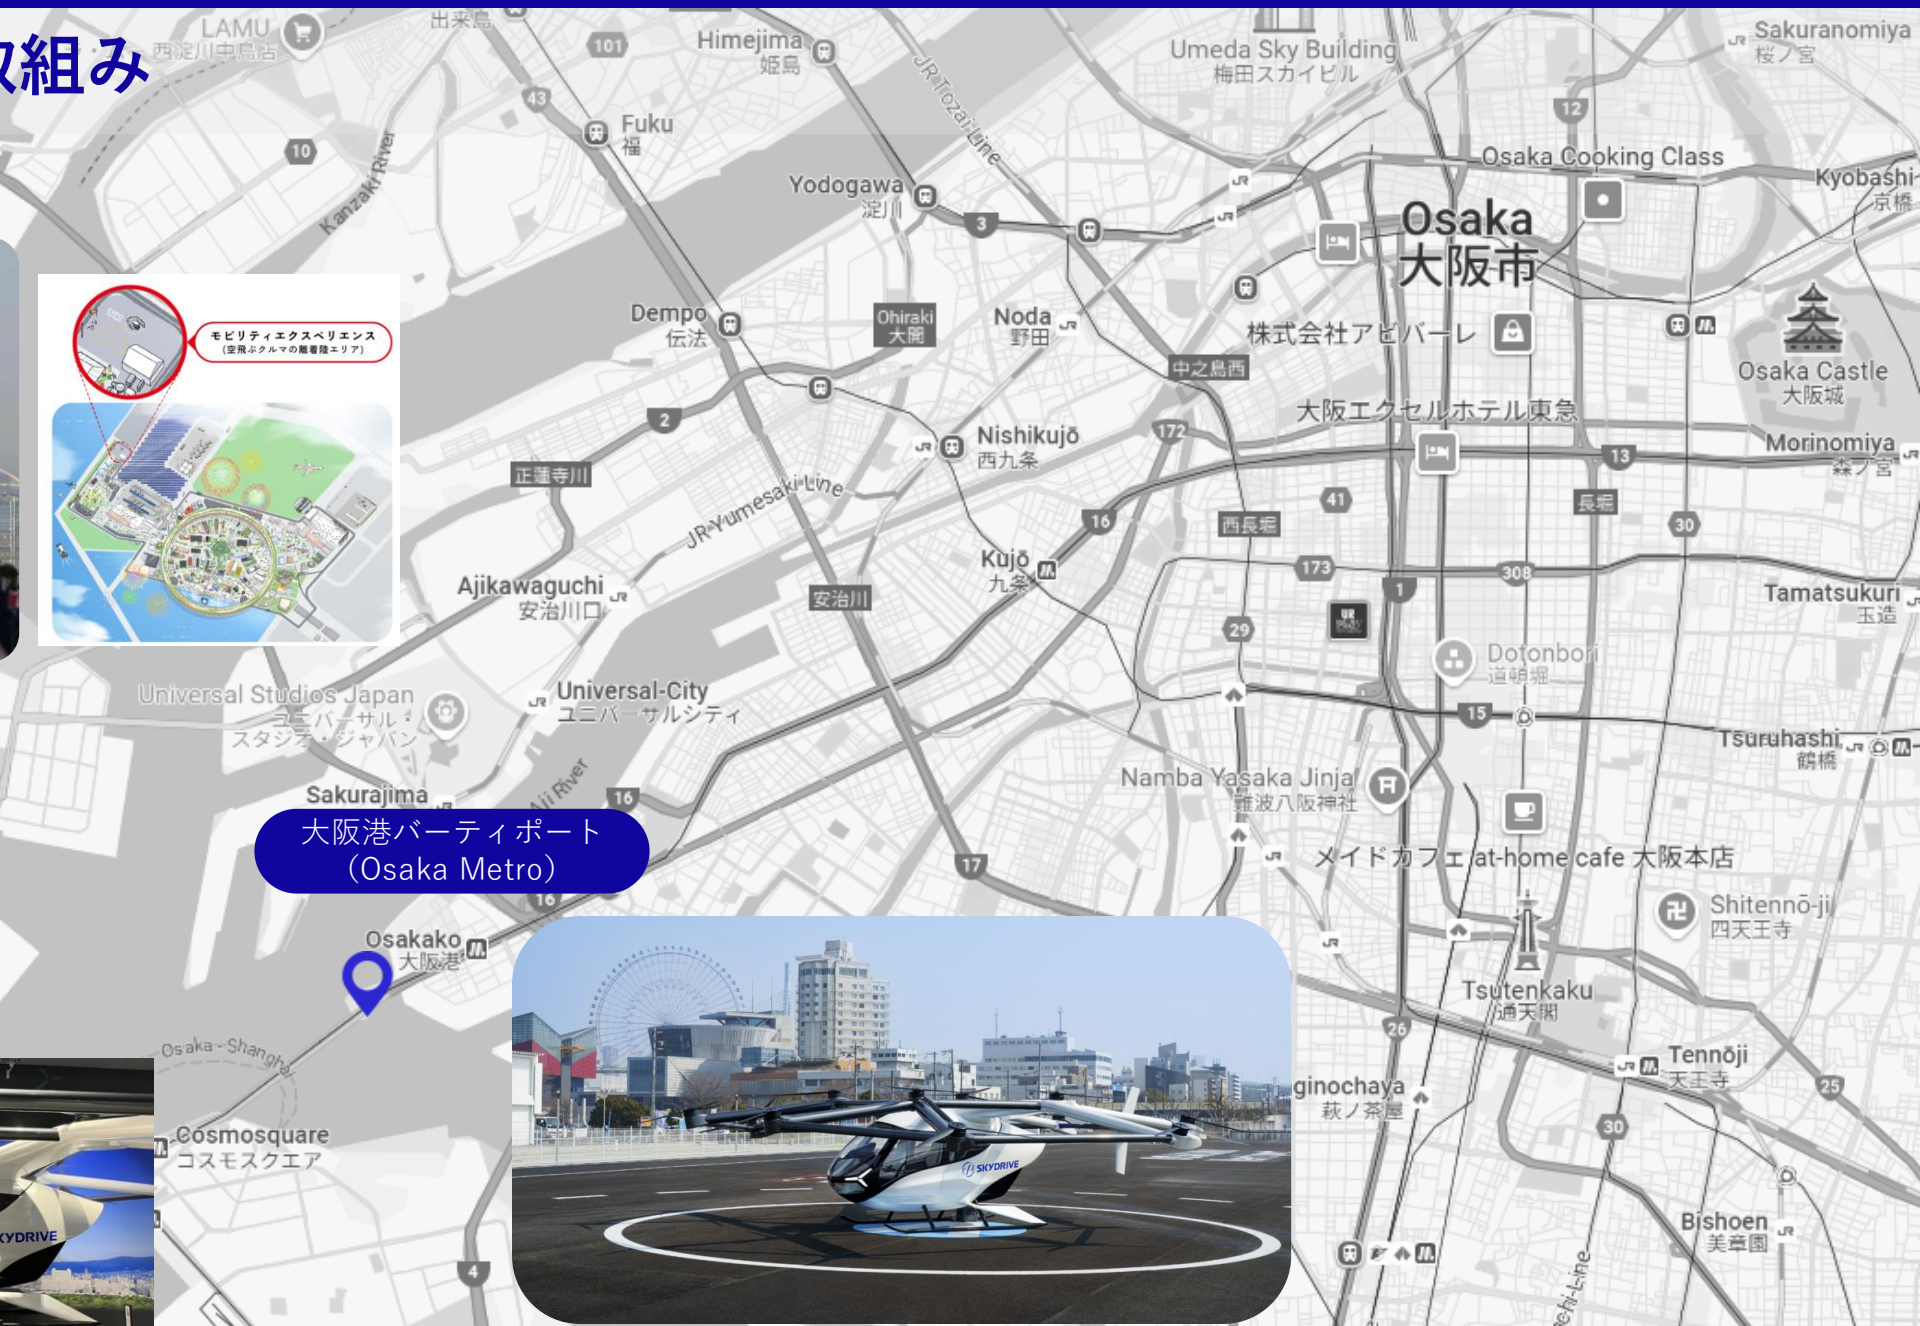 取組み
LAMU
西淀川中島店
出来島
101
Himejima
姫島
JR Tozai Line
Umeda Sky Building
梅田スカイビル
Sakuranomiya
桜ノ宮
43
Fuku
福
12
10
Kanzaki River
Osaka Cooking Class
Yodogawa
淀川
3
Kyobashi
京橋
Osaka
大阪市
モビリティエクスペリエンス
(空飛ぶクルマの離着陸エリア)
Dempo
伝法
Ohiraki
大開
Noda
野田
株式会社アビバーレ
中之島西
Osaka Castle
大阪城
2
大阪エクセルホテル東急
172
Nishikujō
西九条
13
Morinomiya
森ノ宮
正蓮寺川
JR Yumesaki Line
41
長堀
16
西長堀
30
Kujō
九条
173
308
1
Ajikawaguchi
安治川口
安治川
Tamatsukuri
玉造
29
Dotonbori
道頓堀
Universal Studios Japan
ユニバーサル・
スタジオ・ジャパン
Universal-City
ユニバーサルシティ
15
Tsuruhashi
鶴橋
Namba Yasaka Jinja
難波八阪神社
Sakurajima
Aji River
16
大阪港バーティポート
（Osaka Metro）
17
メイドカフェ at-home cafe 大阪本店
16
Shitennō-ji
四天王寺
Osakako
大阪港
Tsutenkaku
通天閣
26
Osaka - Shangha
Tennōji
天王寺
25
ginochaya
萩ノ茶屋
30
Cosmosquare
コスモスクエア
SKYDRIVE
KYDRIVE
Bishoen
美章園
4
chi-Line